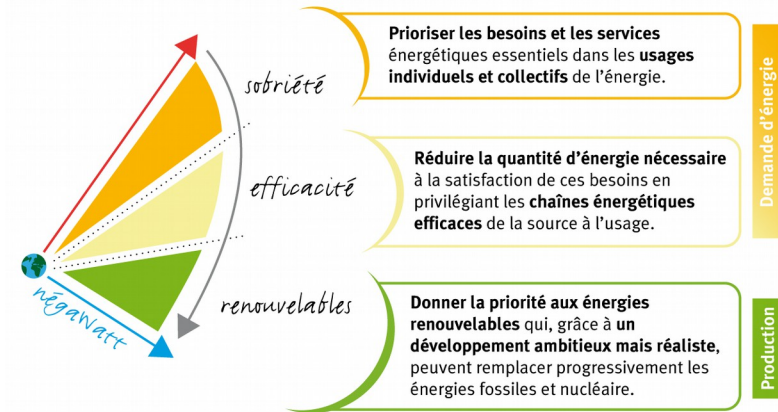 sobriété
Prioriser les besoins et les services
énergétiques essentiels dans les usages
individuels et collectifs de l’énergie.
efficacité
Réduire la quantité d’énergie nécessaire
à la satisfaction de ces besoins en
privilégiant les chaînes énergétiques
efficaces de la source à l’usage.
Demande d’énergie
renouvelables
Donner la priorité aux énergies
renouvelables qui, grâce à un
développement ambitieux mais réaliste,
peuvent remplacer progressivement les
énergies fossiles et nucléaire.
Production
négaWatt